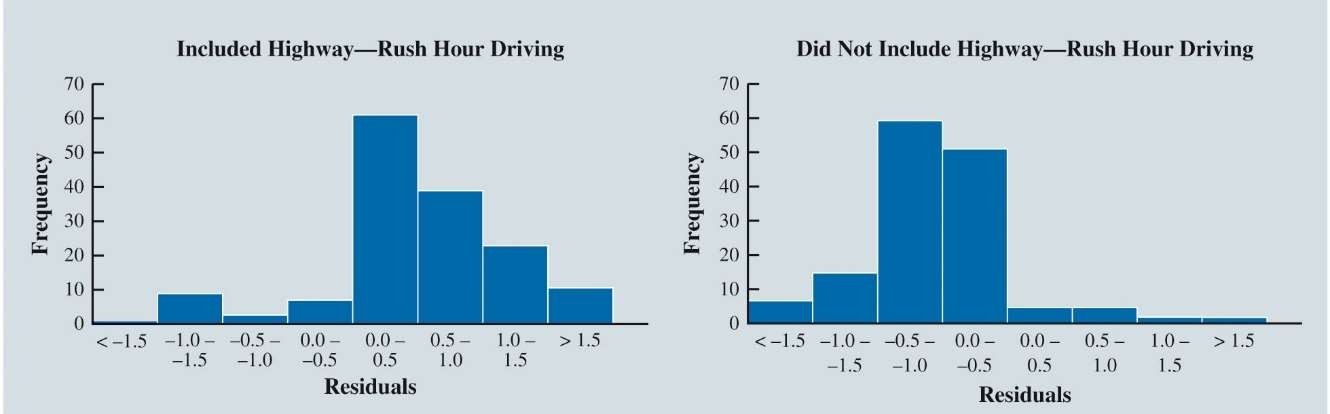 Included Highway—Rush Hour Driving
70
60
50
40
30
20
10
0
Frequency
< –1.5 –1.0 – –0.5 – 0.0 – 0.0 – 0.5 – 1.0 – > 1.5
–1.5 –1.0 –0.5 0.5 1.0 1.5
Residuals
Did Not Include Highway—Rush Hour Driving
70
60
50
40
30
20
10
0
Frequency
< –1.5 –1.0 – –0.5 – 0.0 – 0.0 – 0.5 – 1.0 – > 1.5
–1.5 –1.0 –0.5 0.5 1.0 1.5
Residuals